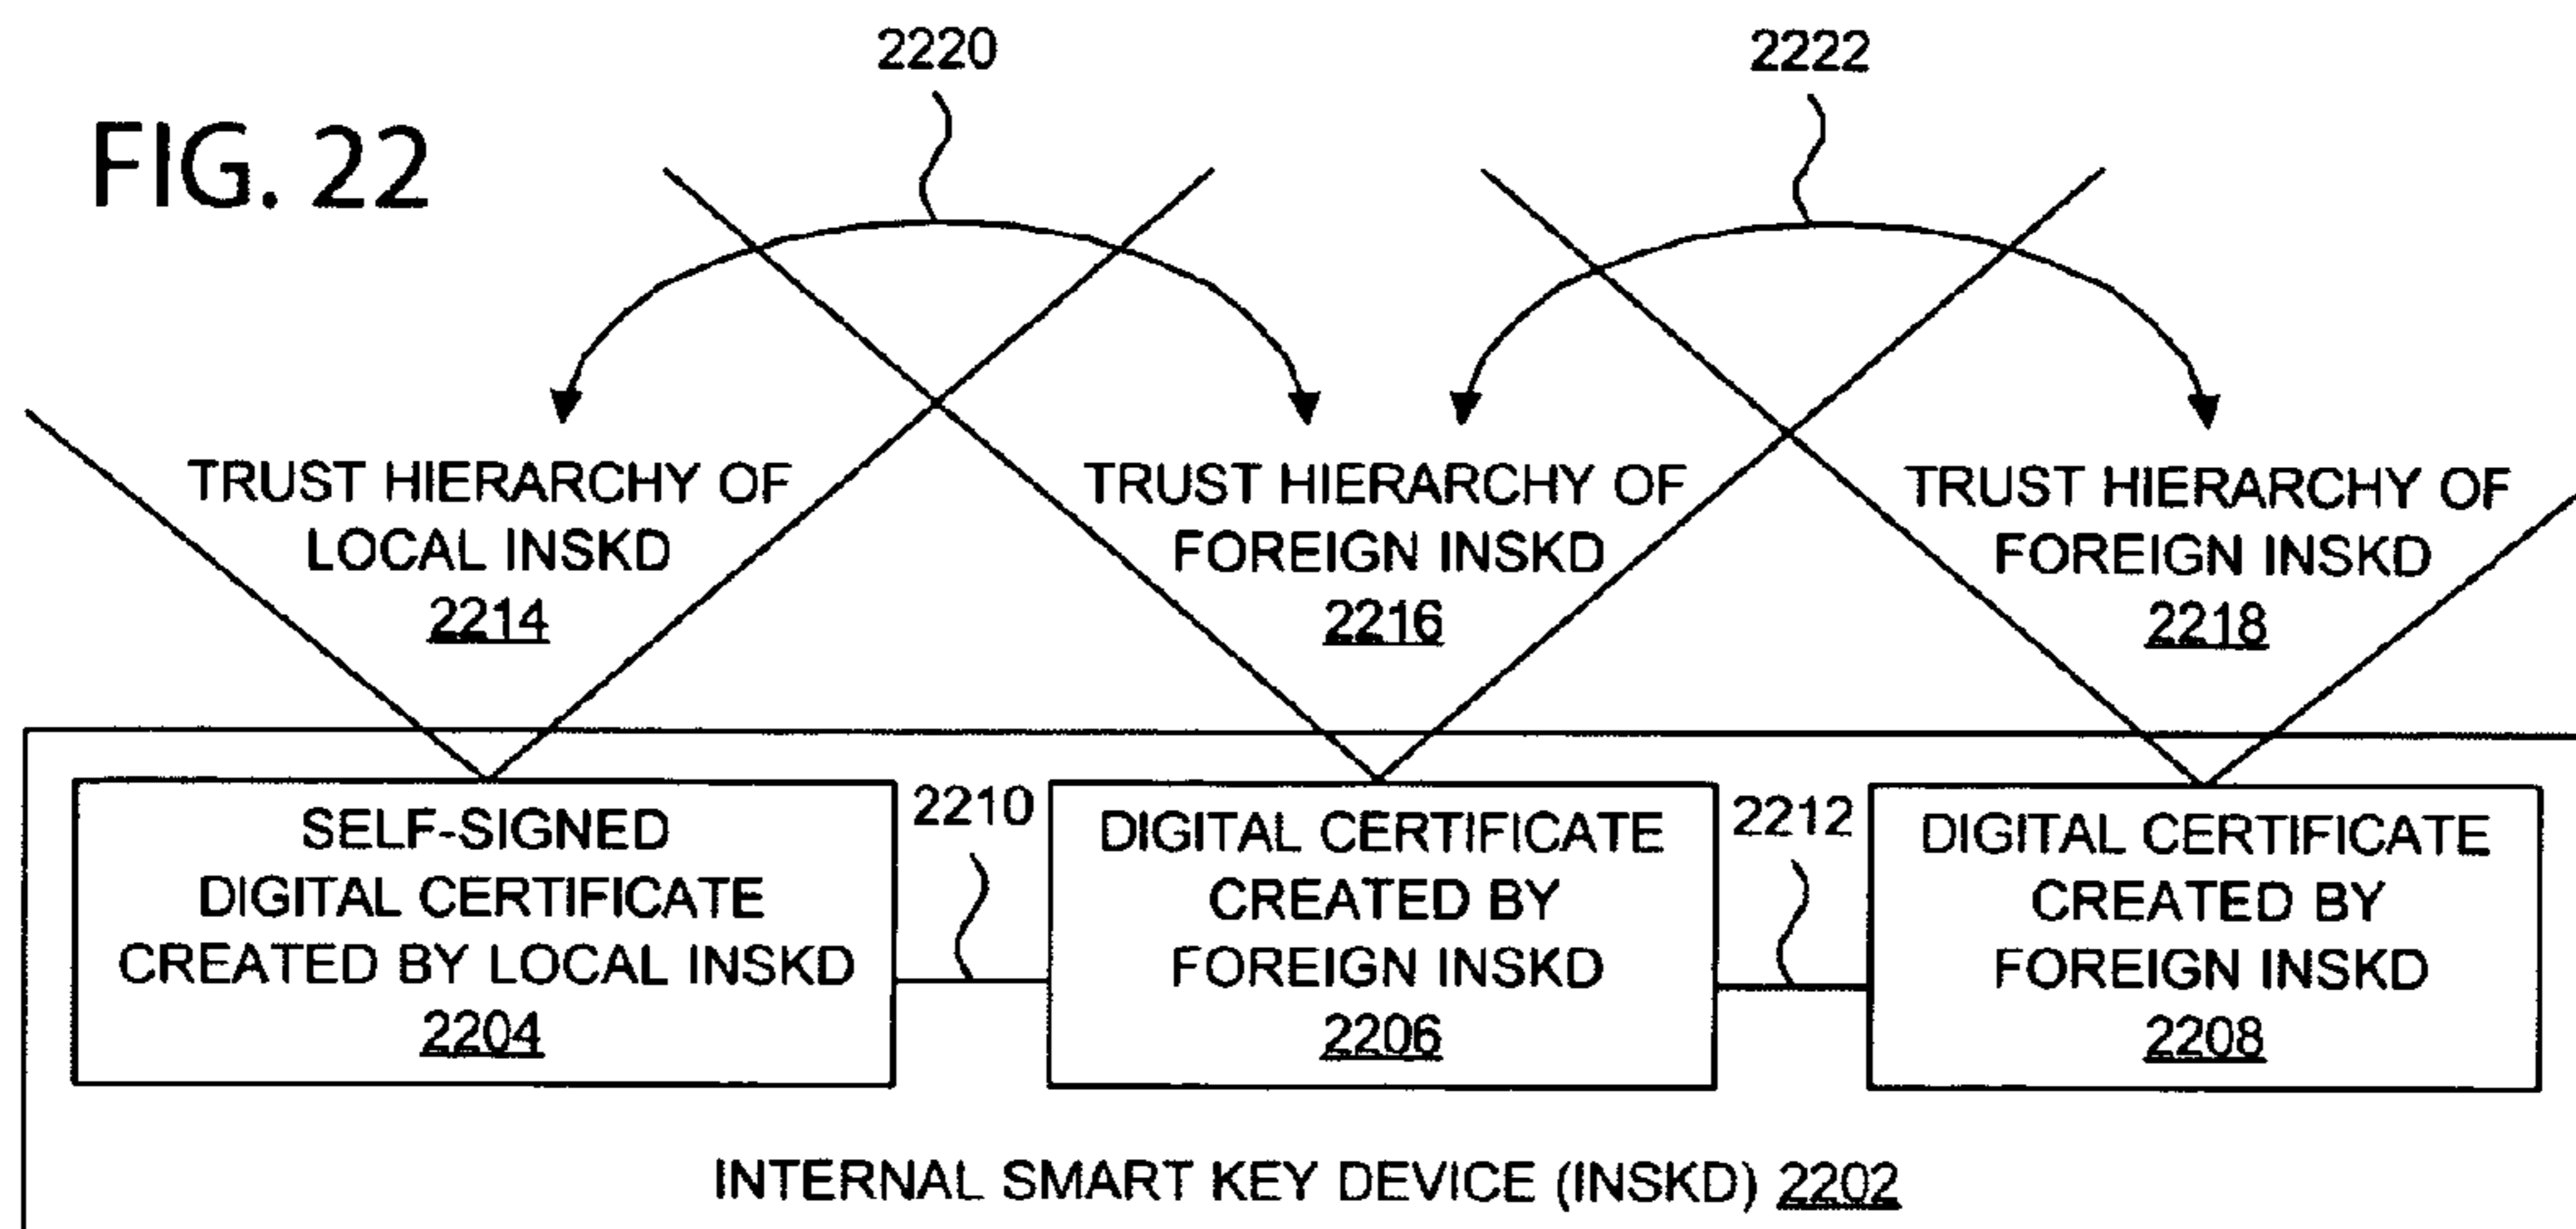 2220
2222
FIG. 22
TRUST HIERARCHY OF
LOCAL INSKD
2214
TRUST HIERARCHY OF
FOREIGN INSKD
2216
TRUST HIERARCHY OF
FOREIGN INSKD
2218
SELF-SIGNED
DIGITAL CERTIFICATE
CREATED BY LOCAL INSKD
2204
2210
DIGITAL CERTIFICATE
CREATED BY
FOREIGN INSKD
2206
2212
DIGITAL CERTIFICATE
CREATED BY
FOREIGN INSKD
2208
INTERNAL SMART KEY DEVICE (INSKD) 2202